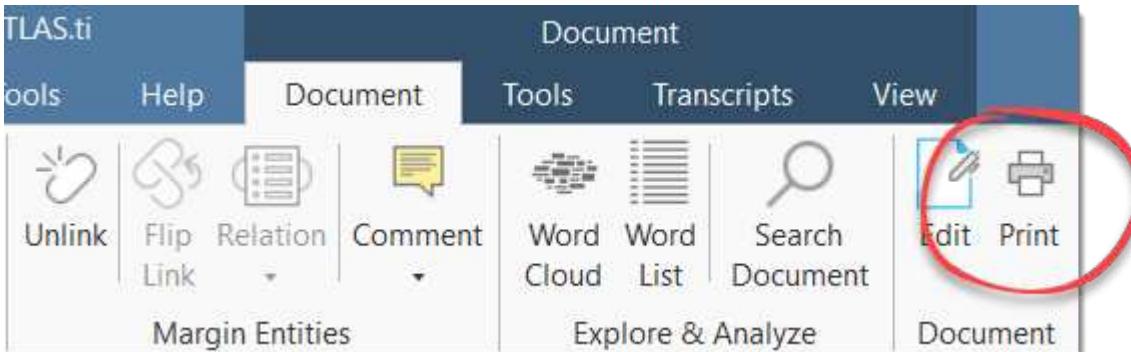 TLAS.ti
Document
ools Help Document Tools Transcripts View
Unlink Flip Link Relation Comment Word Cloud Word List Search Document Edit Print
Margin Entities Explore & Analyze Document